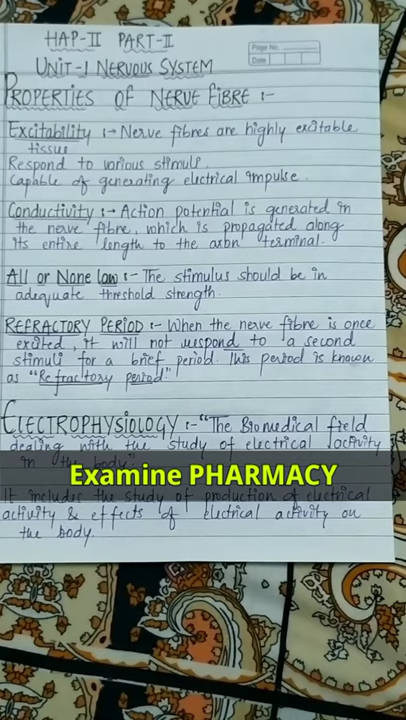 HAP-II PART-II
Page No.
Date
UNIT-I NERVOUS SYSTEM
PROPERTIES OF NERVE FIBRE :-
Excitability :→ Nerve fibres are highly excitable
tissue
Respond to various stimuli.
Capable of generating electrical impulse.
Conductivity :→ Action potential is generated in
the nerve fibre, which is propagated along
its entire length to the axon terminal.
All or None law :- The stimulus should be in
adequate threshold strength.
REFRACTORY PERIOD :- When the nerve fibre is once
excited, it will not respond to a second
stimuli for a brief period. This period is known
as "Refractory period"
ELECTROPHYSIOLOGY :- "The Biomedical field
dealing with the study of electrical activity
in the body".
Examine PHARMACY
It includes the study of production of electrical
activity & effects of electrical activity on
the body.